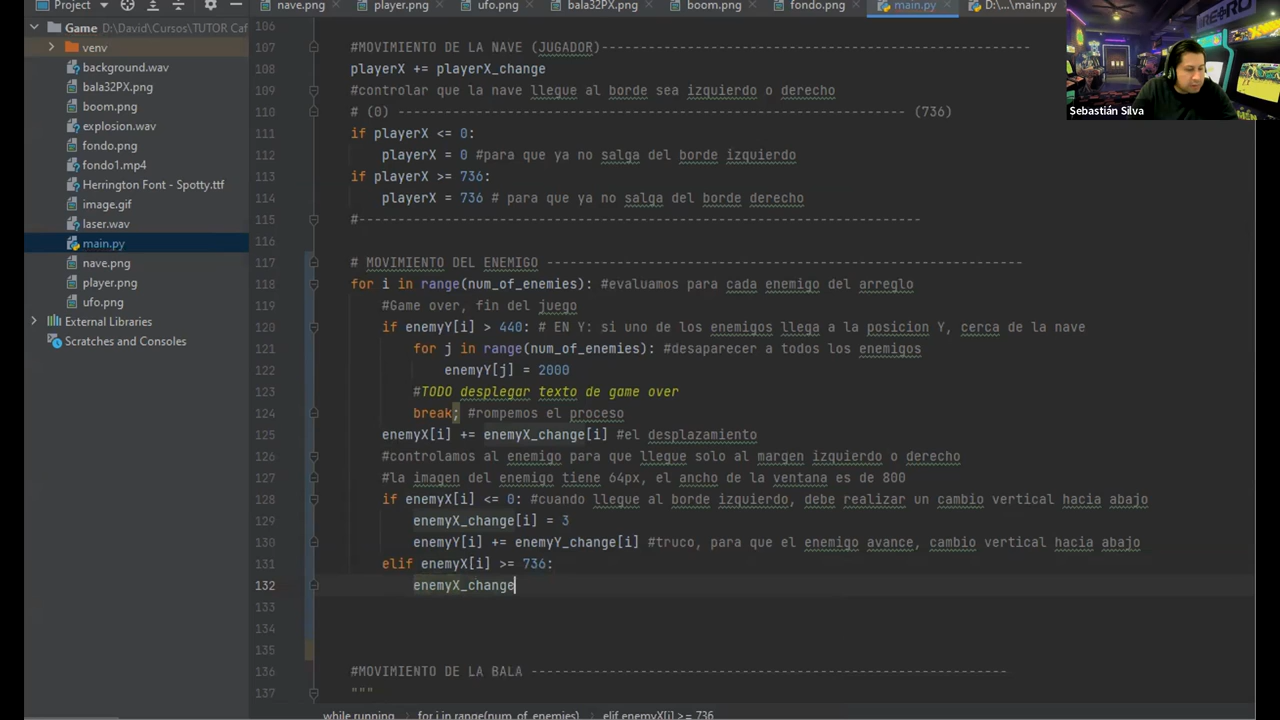 Project
nave.png
player.png
ufo.png
bala32PX.png
boom.png
fondo.png
main.py
D:\...\main.py
Game D:\David\Cursos\TUTOR Caf
venv
background.wav
bala32PX.png
boom.png
explosion.wav
fondo.png
fondo1.mp4
Herrington Font - Spotty.ttf
image.gif
laser.wav
main.py
nave.png
player.png
ufo.png
External Libraries
Scratches and Consoles
Sebastián Silva
106
107 #MOVIMIENTO DE LA NAVE (JUGADOR)-------------------------------------------------------
108 playerX += playerX_change
109 #controlar que la nave llegue al borde sea izquierdo o derecho
110 # (0) ------------------------------------------------------------------ (736)
111 if playerX <= 0:
112 playerX = 0 #para que ya no salga del borde izquierdo
113 if playerX >= 736:
114 playerX = 736 # para que ya no salga del borde derecho
115 #------------------------------------------------------------------------
116
117 # MOVIMIENTO DEL ENEMIGO --------------------------------------------------------------
118 for i in range(num_of_enemies): #evaluamos para cada enemigo del arreglo
119 #Game over, fin del juego
120 if enemyY[i] > 440: # EN Y: si uno de los enemigos llega a la posicion Y, cerca de la nave
121 for j in range(num_of_enemies): #desaparecer a todos los enemigos
122 enemyY[j] = 2000
123 #TODO desplegar texto de game over
124 break; #rompemos el proceso
125 enemyX[i] += enemyX_change[i] #el desplazamiento
126 #controlamos al enemigo para que llegue solo al margen izquierdo o derecho
127 #la imagen del enemigo tiene 64px, el ancho de la ventana es de 800
128 if enemyX[i] <= 0: #cuando llegue al borde izquierdo, debe realizar un cambio vertical hacia abajo
129 enemyX_change[i] = 3
130 enemyY[i] += enemyY_change[i] #truco, para que el enemigo avance, cambio vertical hacia abajo
131 elif enemyX[i] >= 736:
132 enemyX_change
133
134
135
136 #MOVIMIENTO DE LA BALA -------------------------------------------------------------
137 """
while running
for i in range(num_of_enemies)
elif enemyX[i] >= 736